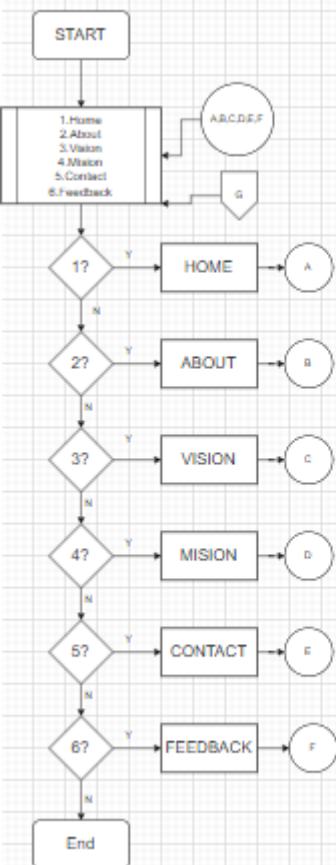 START
1.Home
2.About
3.Vision
4.Mision
5.Contact
6.Feedback
A,B,C,D,E,F
G
1?
Y
HOME
A
N
2?
Y
ABOUT
B
N
3?
Y
VISION
C
N
4?
Y
MISION
D
N
5?
Y
CONTACT
E
N
6?
Y
FEEDBACK
F
N
End